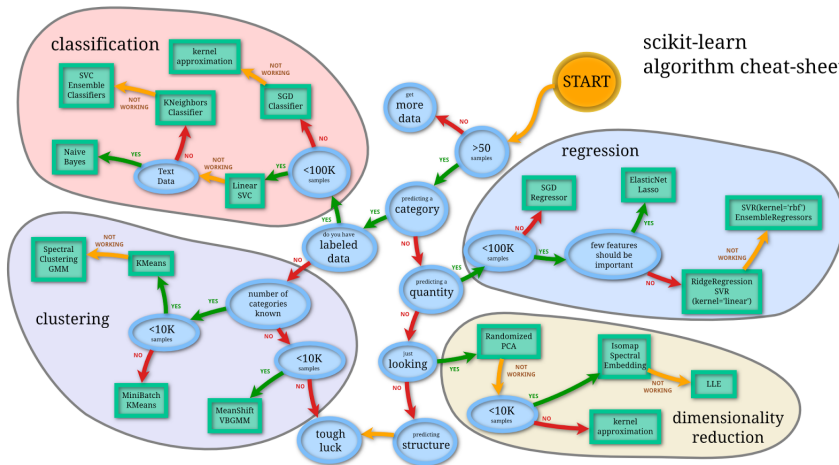 scikit-learn
algorithm cheat-sheet
classification
kernel
approximation
NOT
WORKING
SVC
Ensemble
Classifiers
NOT
WORKING
KNeighbors
Classifier
SGD
Classifier
NO
NO
Naive
Bayes
YES
Text
Data
NOT
WORKING
Linear
SVC
YES
<100K
samples
START
get
more
data
NO
>50
samples
YES
predicting a
category
YES
NO
do you have
labeled
data
YES
NO
predicting a
quantity
YES
NO
just
looking
YES
NO
predicting
structure
tough
luck
regression
SGD
Regressor
NO
<100K
samples
YES
ElasticNet
Lasso
YES
few features
should be
important
NO
SVR(kernel='rbf')
EnsembleRegressors
NOT
WORKING
RidgeRegression
SVR
(kernel='linear')
clustering
Spectral
Clustering
GMM
NOT
WORKING
KMeans
YES
<10K
samples
YES
number of
categories
known
NO
NO
MiniBatch
KMeans
<10K
samples
YES
NO
MeanShift
VBGMM
dimensionality
reduction
Randomized
PCA
NOT
WORKING
<10K
samples
YES
NO
Isomap
Spectral
Embedding
NOT
WORKING
LLE
kernel
approximation